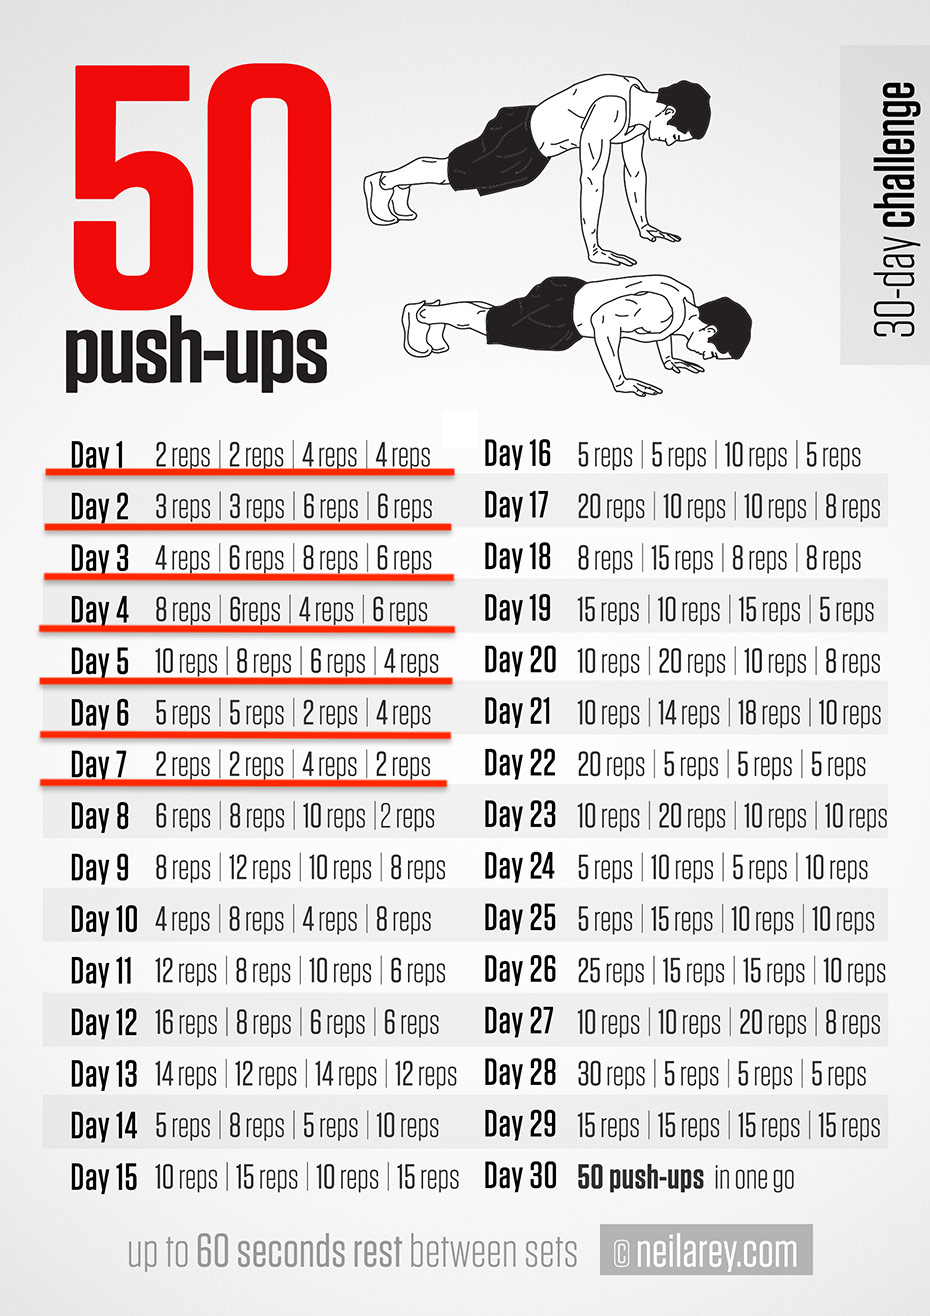 50
push-ups
30-day challenge
Day 1 2 reps | 2 reps | 4 reps | 4 reps
Day 2 3 reps | 3 reps | 6 reps | 6 reps
Day 3 4 reps | 6 reps | 8 reps | 6 reps
Day 4 8 reps | 6reps | 4 reps | 6 reps
Day 5 10 reps | 8 reps | 6 reps | 4 reps
Day 6 5 reps | 5 reps | 2 reps | 4 reps
Day 7 2 reps | 2 reps | 4 reps | 2 reps
Day 8 6 reps | 8 reps | 10 reps | 2 reps
Day 9 8 reps | 12 reps | 10 reps | 8 reps
Day 10 4 reps | 8 reps | 4 reps | 8 reps
Day 11 12 reps | 8 reps | 10 reps | 6 reps
Day 12 16 reps | 8 reps | 6 reps | 6 reps
Day 13 14 reps | 12 reps | 14 reps | 12 reps
Day 14 5 reps | 8 reps | 5 reps | 10 reps
Day 15 10 reps | 15 reps | 10 reps | 15 reps
Day 16 5 reps | 5 reps | 10 reps | 5 reps
Day 17 20 reps | 10 reps | 10 reps | 8 reps
Day 18 8 reps | 15 reps | 8 reps | 8 reps
Day 19 15 reps | 10 reps | 15 reps | 5 reps
Day 20 10 reps | 20 reps | 10 reps | 8 reps
Day 21 10 reps | 14 reps | 18 reps | 10 reps
Day 22 20 reps | 5 reps | 5 reps | 5 reps
Day 23 10 reps | 20 reps | 10 reps | 10 reps
Day 24 5 reps | 10 reps | 5 reps | 10 reps
Day 25 5 reps | 15 reps | 10 reps | 10 reps
Day 26 25 reps | 15 reps | 15 reps | 10 reps
Day 27 10 reps | 10 reps | 20 reps | 8 reps
Day 28 30 reps | 5 reps | 5 reps | 5 reps
Day 29 15 reps | 15 reps | 15 reps | 15 reps
Day 30 50 push-ups in one go
up to 60 seconds rest between sets
© neilarey.com